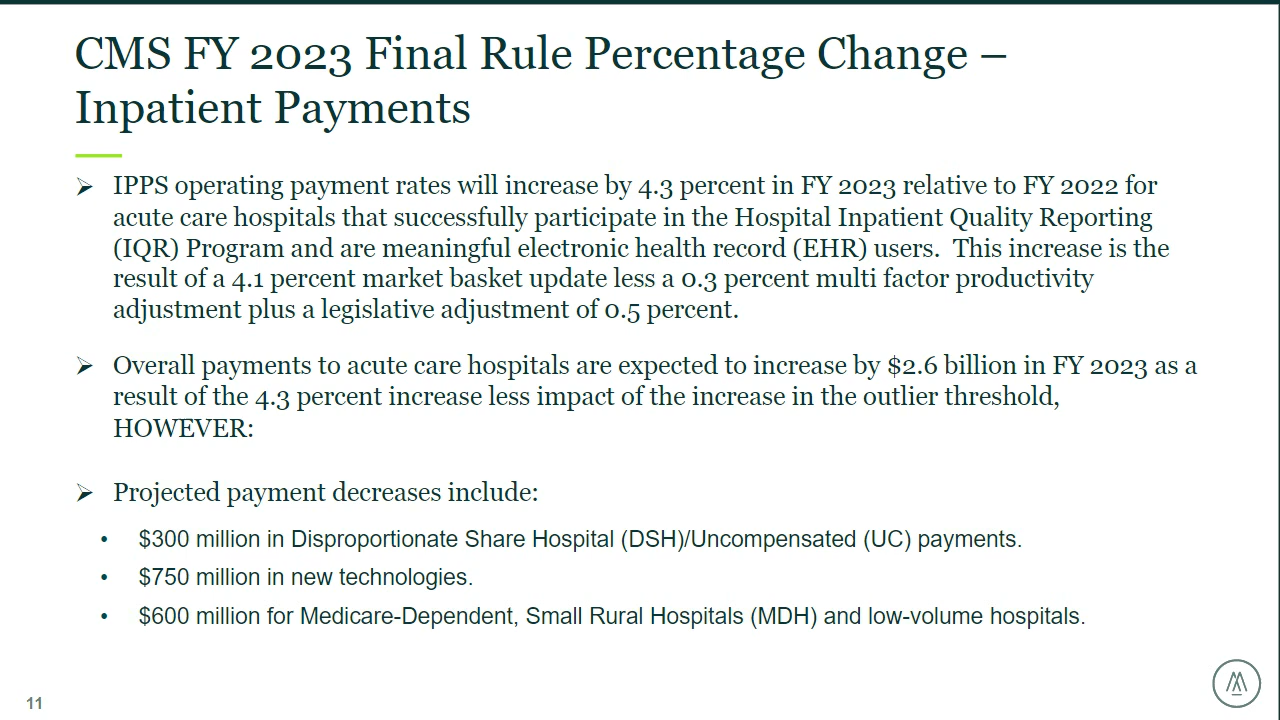 CMS FY 2023 Final Rule Percentage Change –
Inpatient Payments
➢ IPPS operating payment rates will increase by 4.3 percent in FY 2023 relative to FY 2022 for
acute care hospitals that successfully participate in the Hospital Inpatient Quality Reporting
(IQR) Program and are meaningful electronic health record (EHR) users.  This increase is the
result of a 4.1 percent market basket update less a 0.3 percent multi factor productivity
adjustment plus a legislative adjustment of 0.5 percent.
➢ Overall payments to acute care hospitals are expected to increase by $2.6 billion in FY 2023 as a
result of the 4.3 percent increase less impact of the increase in the outlier threshold,
HOWEVER:
➢ Projected payment decreases include:
• $300 million in Disproportionate Share Hospital (DSH)/Uncompensated (UC) payments.
• $750 million in new technologies.
• $600 million for Medicare-Dependent, Small Rural Hospitals (MDH) and low-volume hospitals.
11